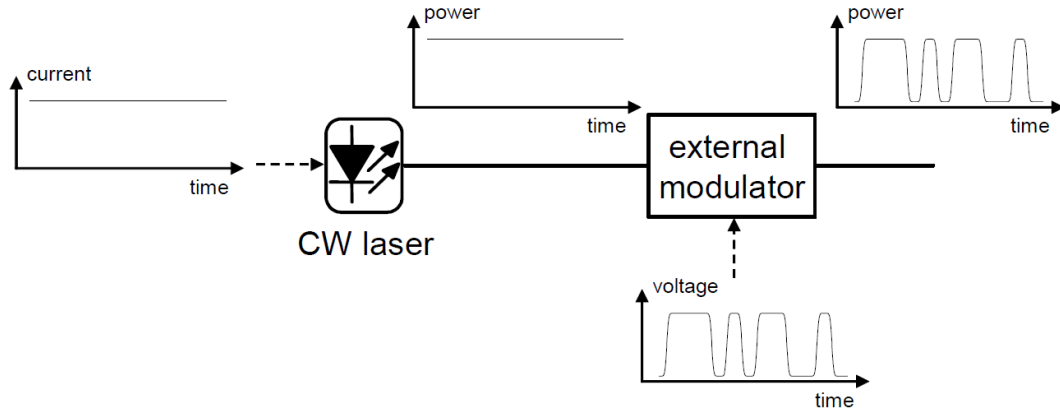 power
power
current
time
time
time
external
modulator
CW laser
voltage
time